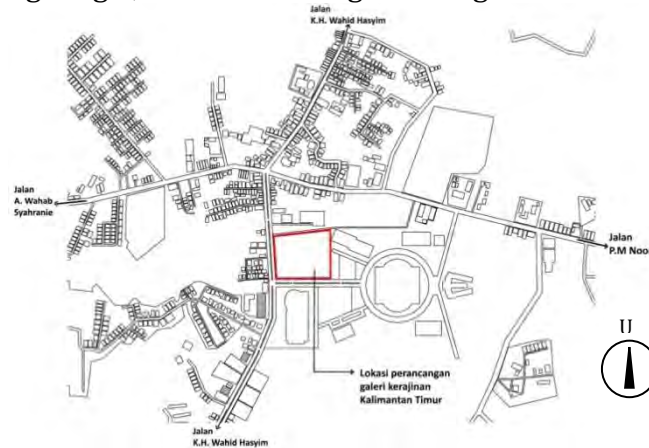 Jalan
K.H. Wahid Hasyim
Jalan
A. Wahab
Syahranie
Jalan
P.M Noor
U
Lokasi perancangan
galeri kerajinan
Kalimantan Timur
Jalan
K.H. Wahid Hasyim